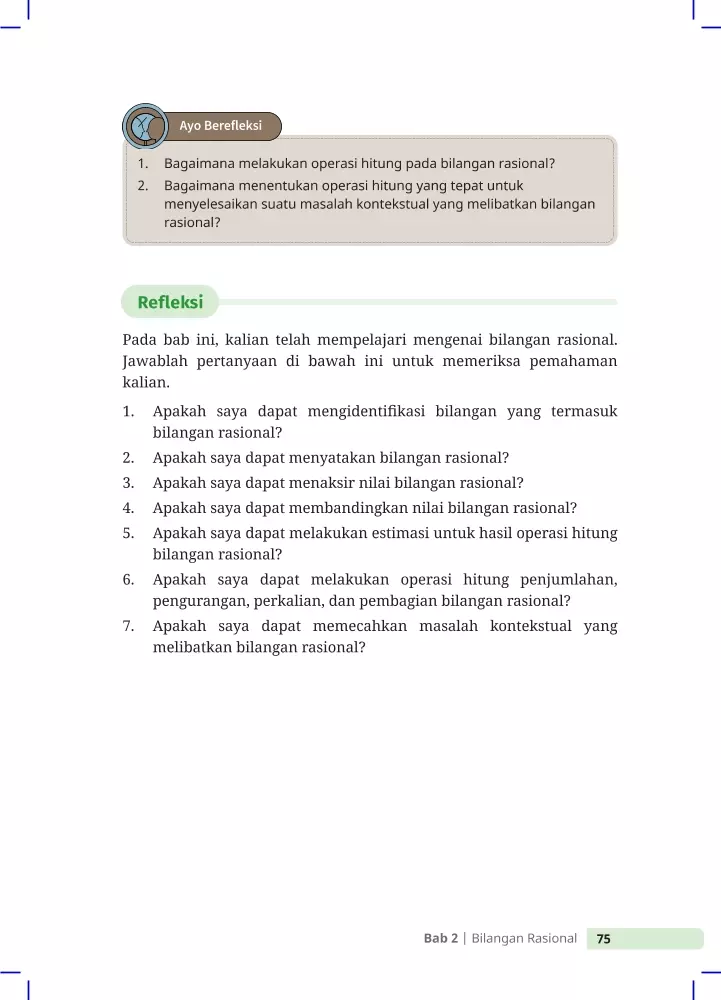 Ayo Berefleksi
1. Bagaimana melakukan operasi hitung pada bilangan rasional?
2. Bagaimana menentukan operasi hitung yang tepat untuk
menyelesaikan suatu masalah kontekstual yang melibatkan bilangan
rasional?
Refleksi
Pada bab ini, kalian telah mempelajari mengenai bilangan rasional.
Jawablah pertanyaan di bawah ini untuk memeriksa pemahaman
kalian.
1. Apakah saya dapat mengidentifikasi bilangan yang termasuk
bilangan rasional?
2. Apakah saya dapat menyatakan bilangan rasional?
3. Apakah saya dapat menaksir nilai bilangan rasional?
4. Apakah saya dapat membandingkan nilai bilangan rasional?
5. Apakah saya dapat melakukan estimasi untuk hasil operasi hitung
bilangan rasional?
6. Apakah saya dapat melakukan operasi hitung penjumlahan,
pengurangan, perkalian, dan pembagian bilangan rasional?
7. Apakah saya dapat memecahkan masalah kontekstual yang
melibatkan bilangan rasional?
Bab 2 | Bilangan Rasional 75